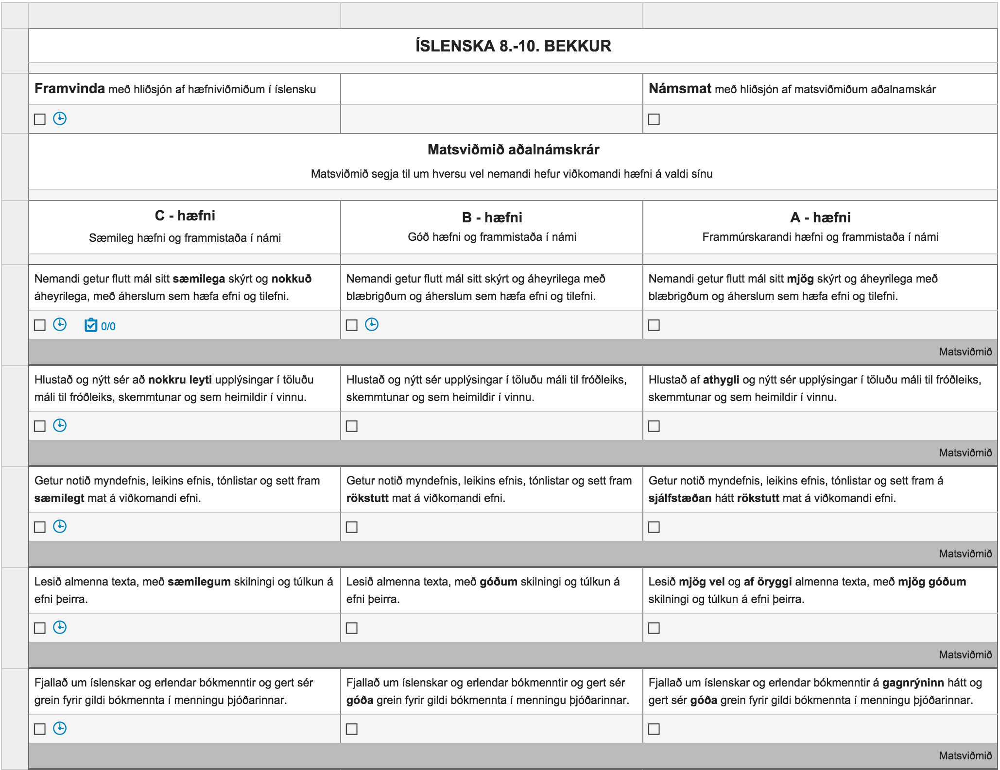 ÍSLENSKA 8.-10. BEKKUR
Framvinda með hliðsjón af hæfniviðmiðum í íslensku
Námsmat með hliðsjón af matsviðmiðum aðalnamskár
Matsviðmið aðalnámskrár
Matsviðmið segja til um hversu vel nemandi hefur viðkomandi hæfni á valdi sínu
C - hæfni
Sæmileg hæfni og frammistaða í námi
B - hæfni
Góð hæfni og frammistaða í námi
A - hæfni
Frammúrskarandi hæfni og frammistaða í námi
Nemandi getur flutt mál sitt sæmilega skýrt og nokkuð
áheyrilega, með áherslum sem hæfa efni og tilefni.
Nemandi getur flutt mál sitt skýrt og áheyrilega með
blæbrigðum og áherslum sem hæfa efni og tilefni.
Nemandi getur flutt mál sitt mjög skýrt og áheyrilega með
blæbrigðum og áherslum sem hæfa efni og tilefni.
0/0
Matsviðmið
Hlustað og nýtt sér að nokkru leyti upplýsingar í töluðu
máli til fróðleiks, skemmtunar og sem heimildir í vinnu.
Hlustað og nýtt sér upplýsingar í töluðu máli til fróðleiks,
skemmtunar og sem heimildir í vinnu.
Hlustað af athygli og nýtt sér upplýsingar í töluðu máli til fróðleiks,
skemmtunar og sem heimildir í vinnu.
Matsviðmið
Getur notið myndefnis, leikins efnis, tónlistar og sett fram
sæmilegt mat á viðkomandi efni.
Getur notið myndefnis, leikins efnis, tónlistar og sett fram
rökstutt mat á viðkomandi efni.
Getur notið myndefnis, leikins efnis, tónlistar og sett fram á
sjálfstæðan hátt rökstutt mat á viðkomandi efni.
Matsviðmið
Lesið almenna texta, með sæmilegum skilningi og túlkun á
efni þeirra.
Lesið almenna texta, með góðum skilningi og túlkun á
efni þeirra.
Lesið mjög vel og af öryggi almenna texta, með mjög góðum
skilningi og túlkun á efni þeirra.
Matsviðmið
Fjallað um íslenskar og erlendar bókmenntir og gert sér
grein fyrir gildi bókmennta í menningu þjóðarinnar.
Fjallað um íslenskar og erlendar bókmenntir og gert sér
góða grein fyrir gildi bókmennta í menningu þjóðarinnar.
Fjallað um íslenskar og erlendar bókmenntir á gagnrýninn hátt og
gert sér góða grein fyrir gildi bókmennta í menningu þjóðarinnar.
Matsviðmið